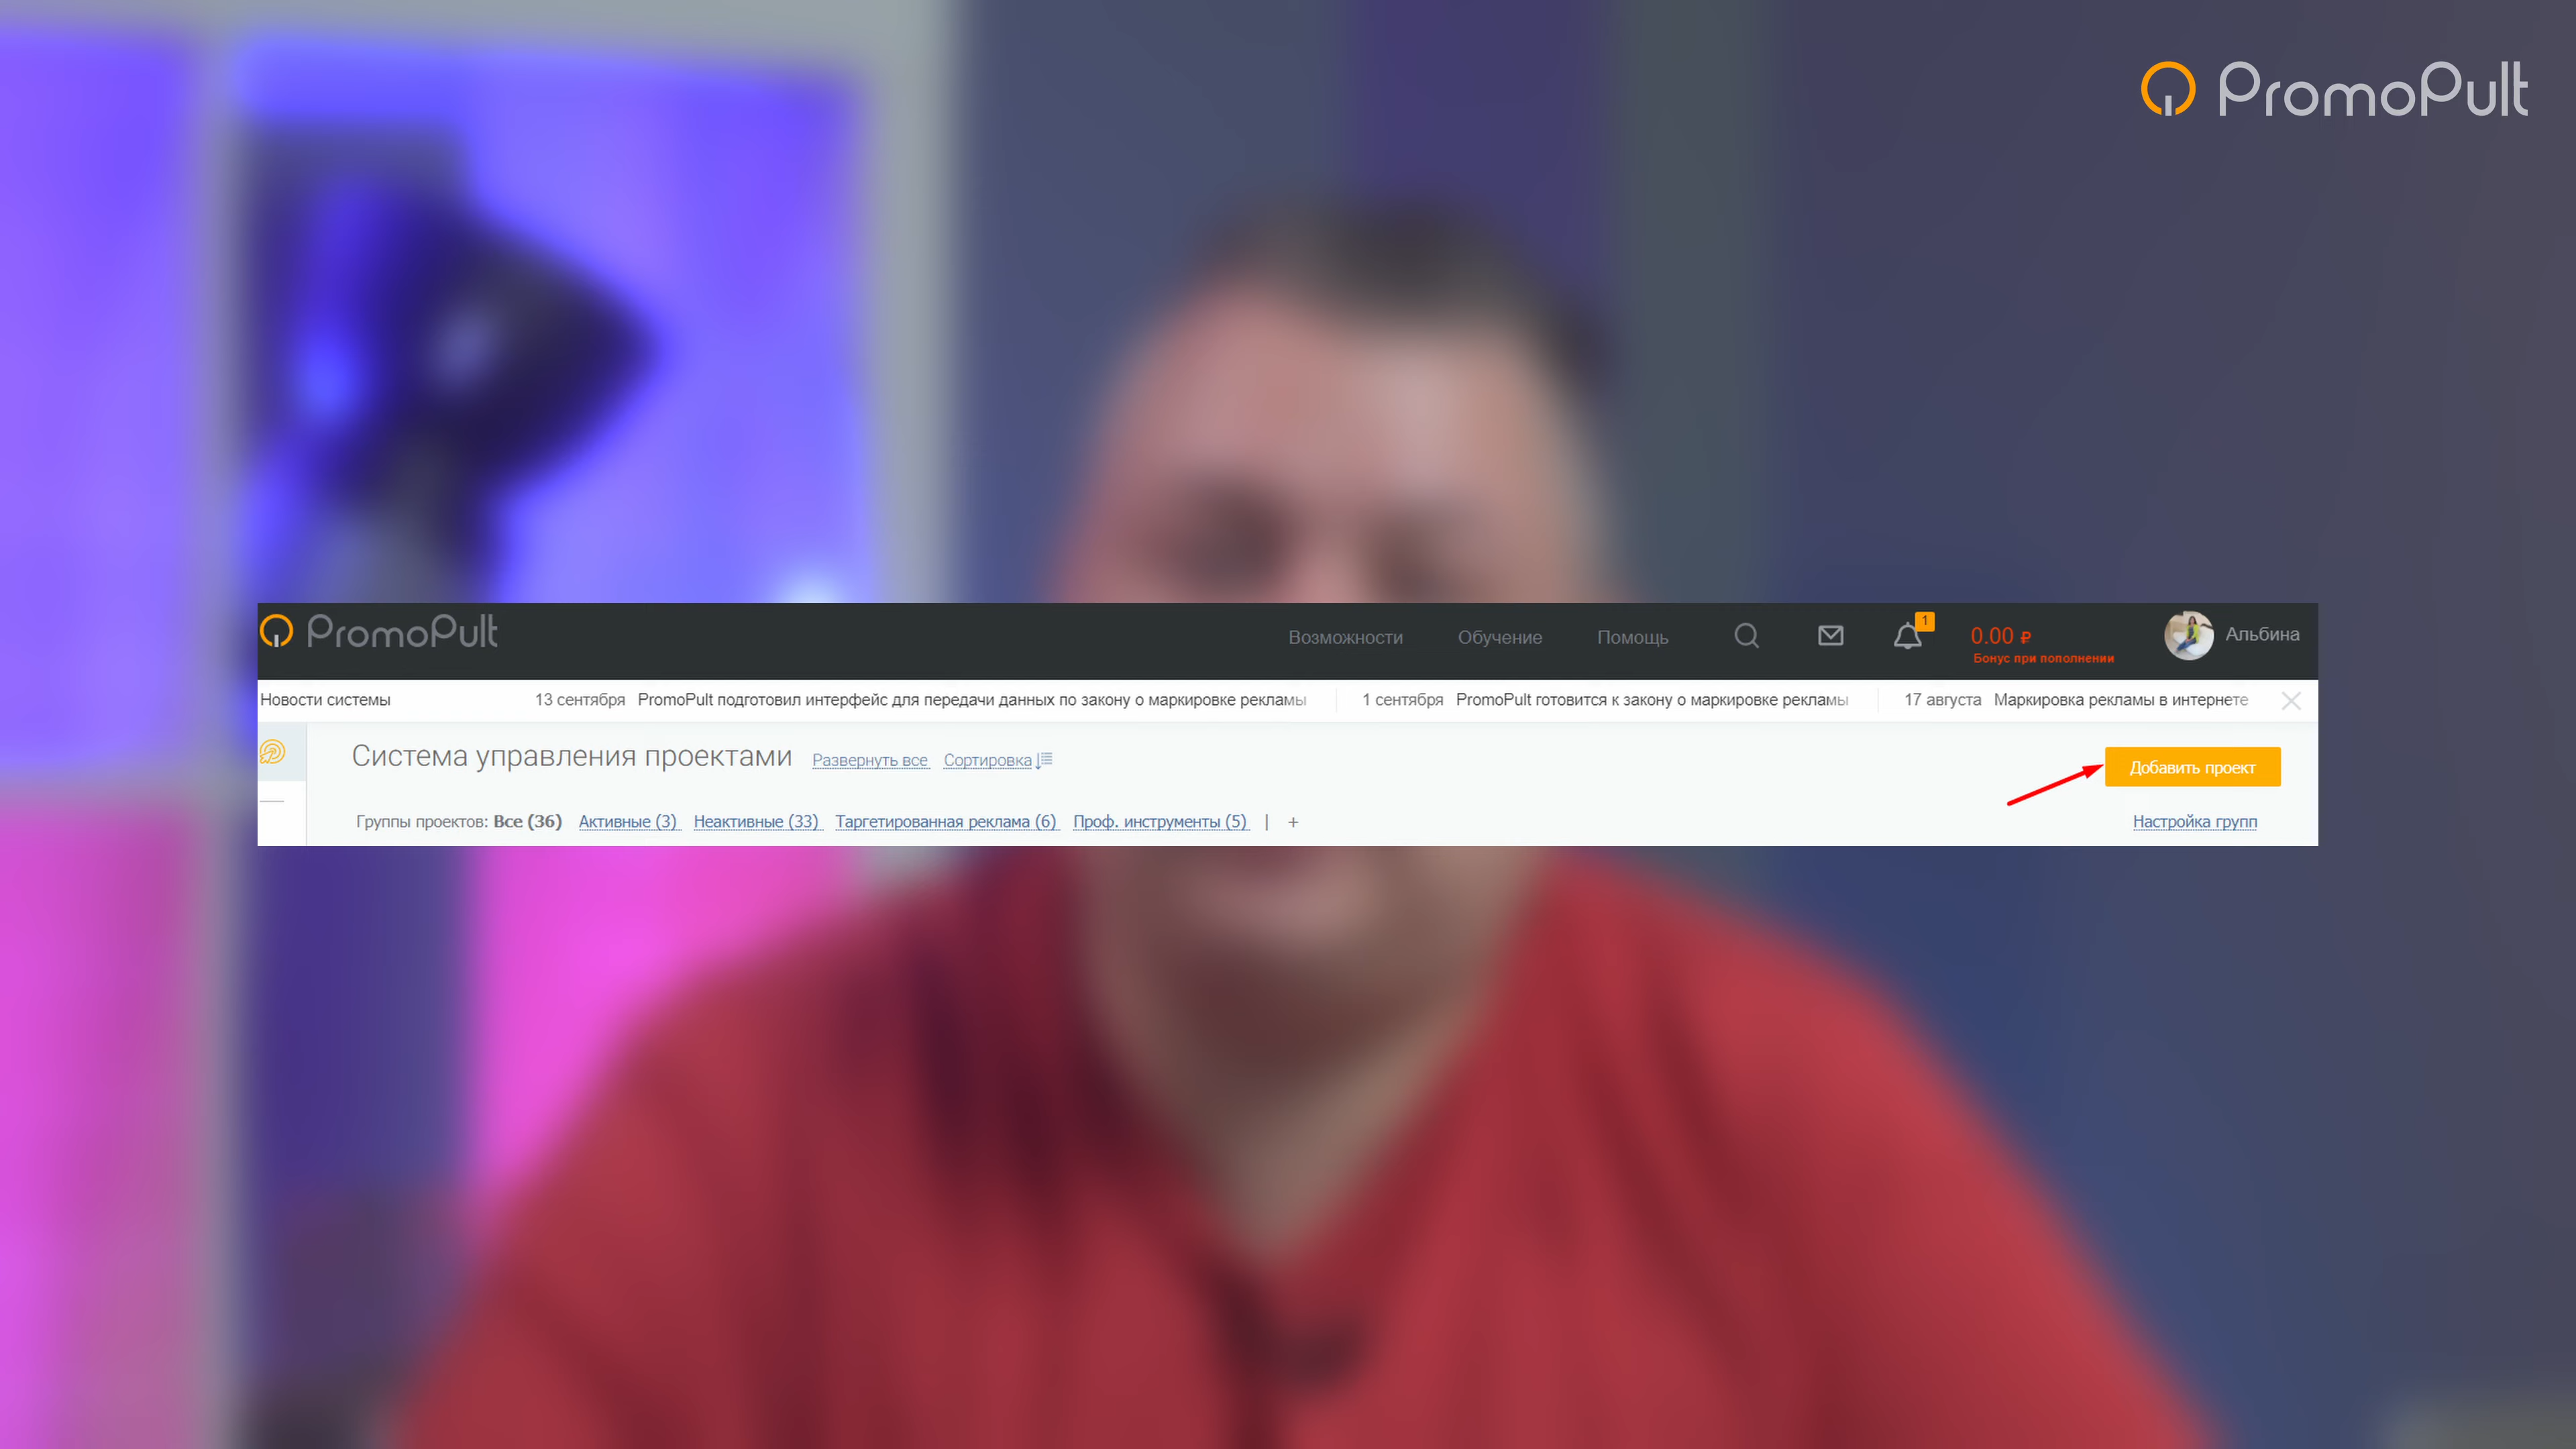 PromoPult
PromoPult Возможности Обучение Помощь 1 0.00 ₽ Альбина
Бонус при пополнении
Новости системы 13 сентября PromoPult подготовил интерфейс для передачи данных по закону о маркировке рекламы 1 сентября PromoPult готовится к закону о маркировке рекламы 17 августа Маркировка рекламы в интернете
Система управления проектами Развернуть все Сортировка Добавить проект
Группы проектов: Все (36) Активные (3) Неактивные (33) Таргетированная реклама (6) Проф. инструменты (5) | + Настройка групп